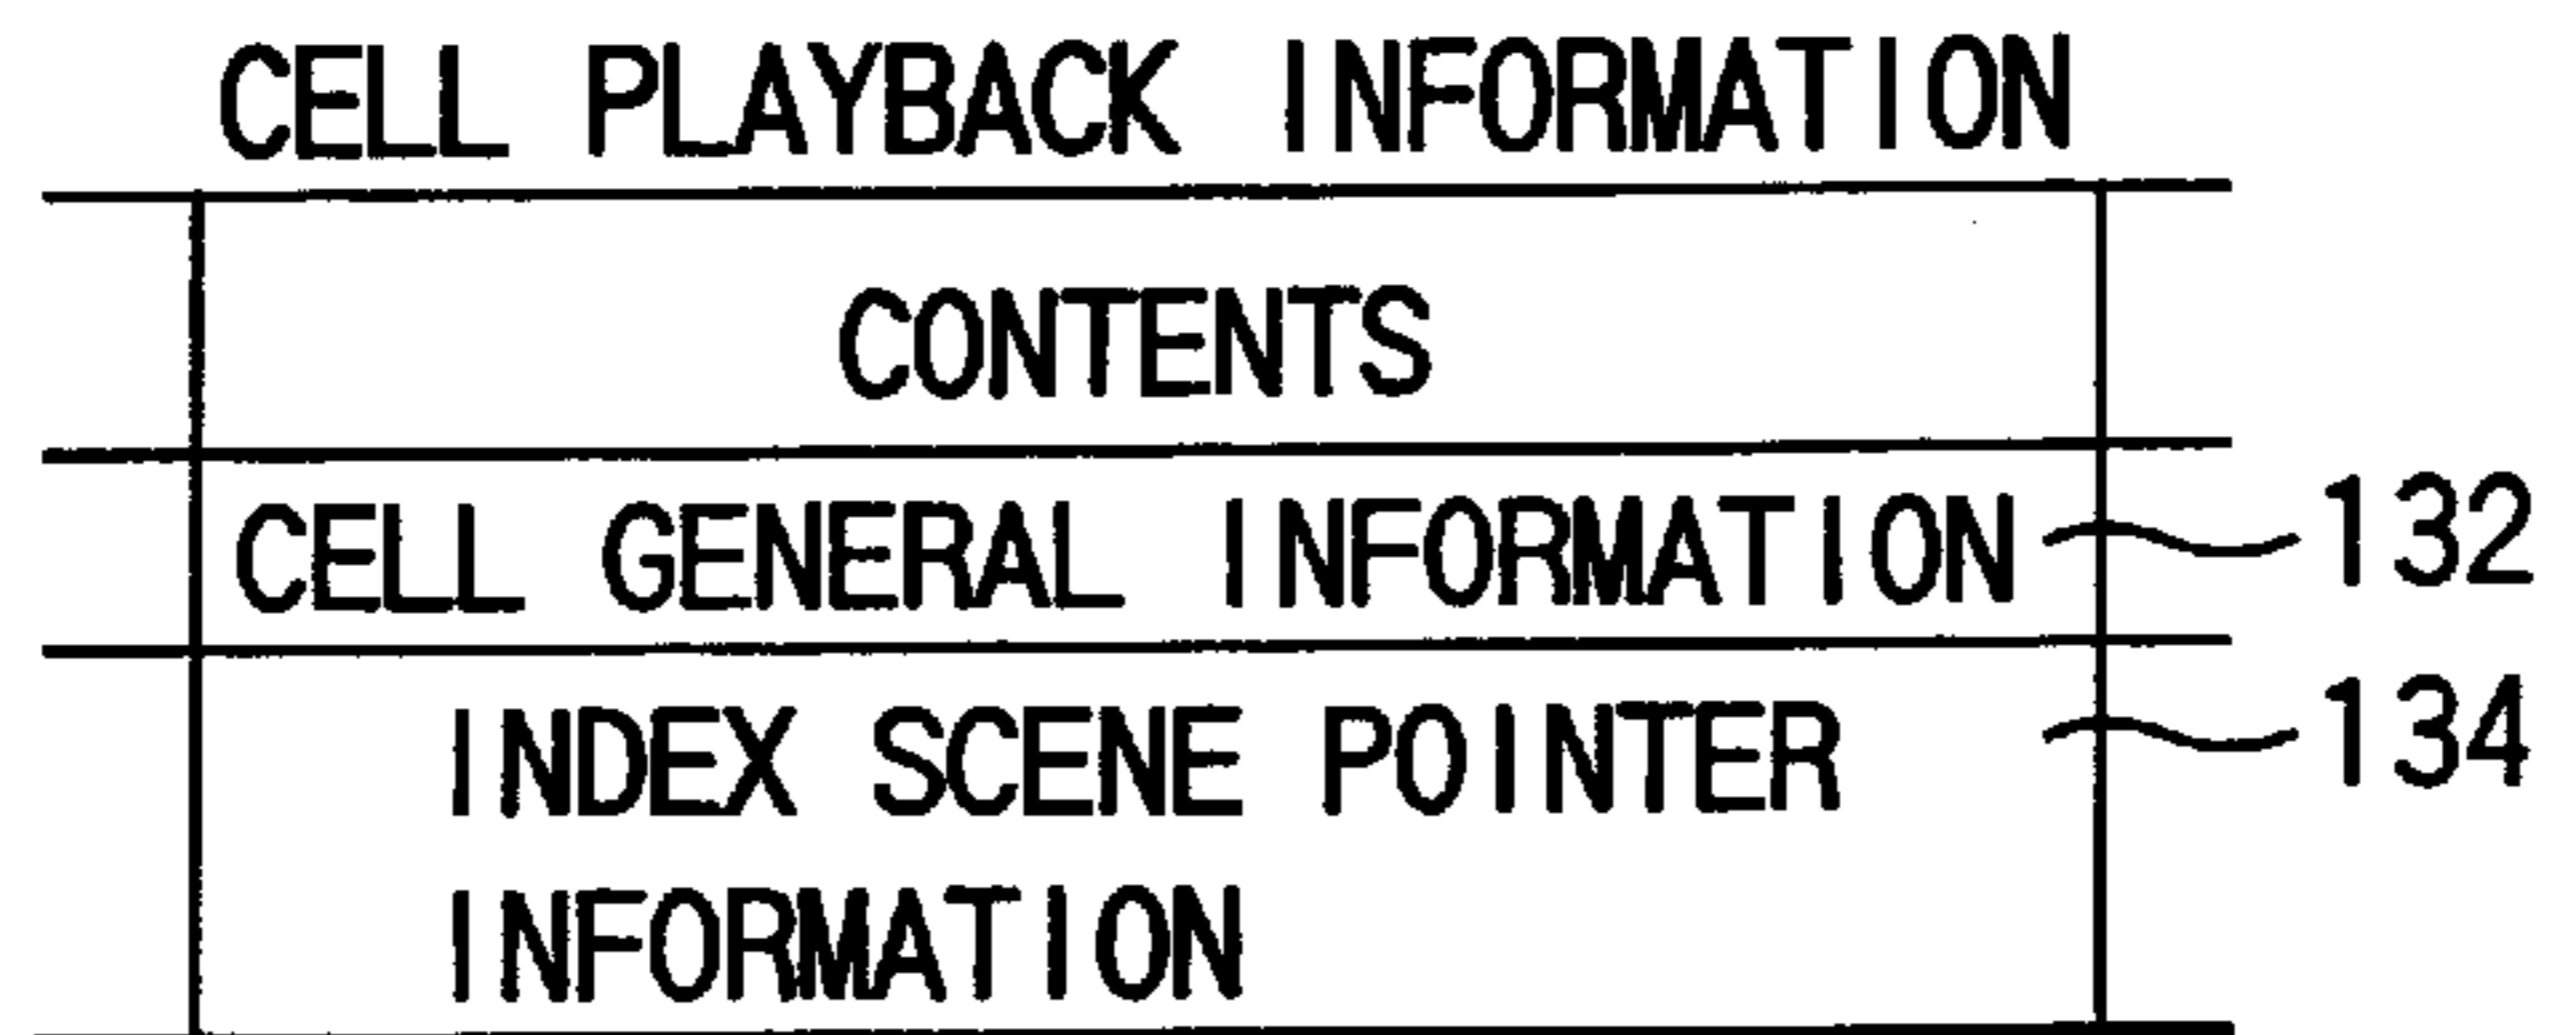 CELL PLAYBACK INFORMATION
CONTENTS
CELL GENERAL INFORMATION 132
INDEX SCENE POINTER 134
INFORMATION